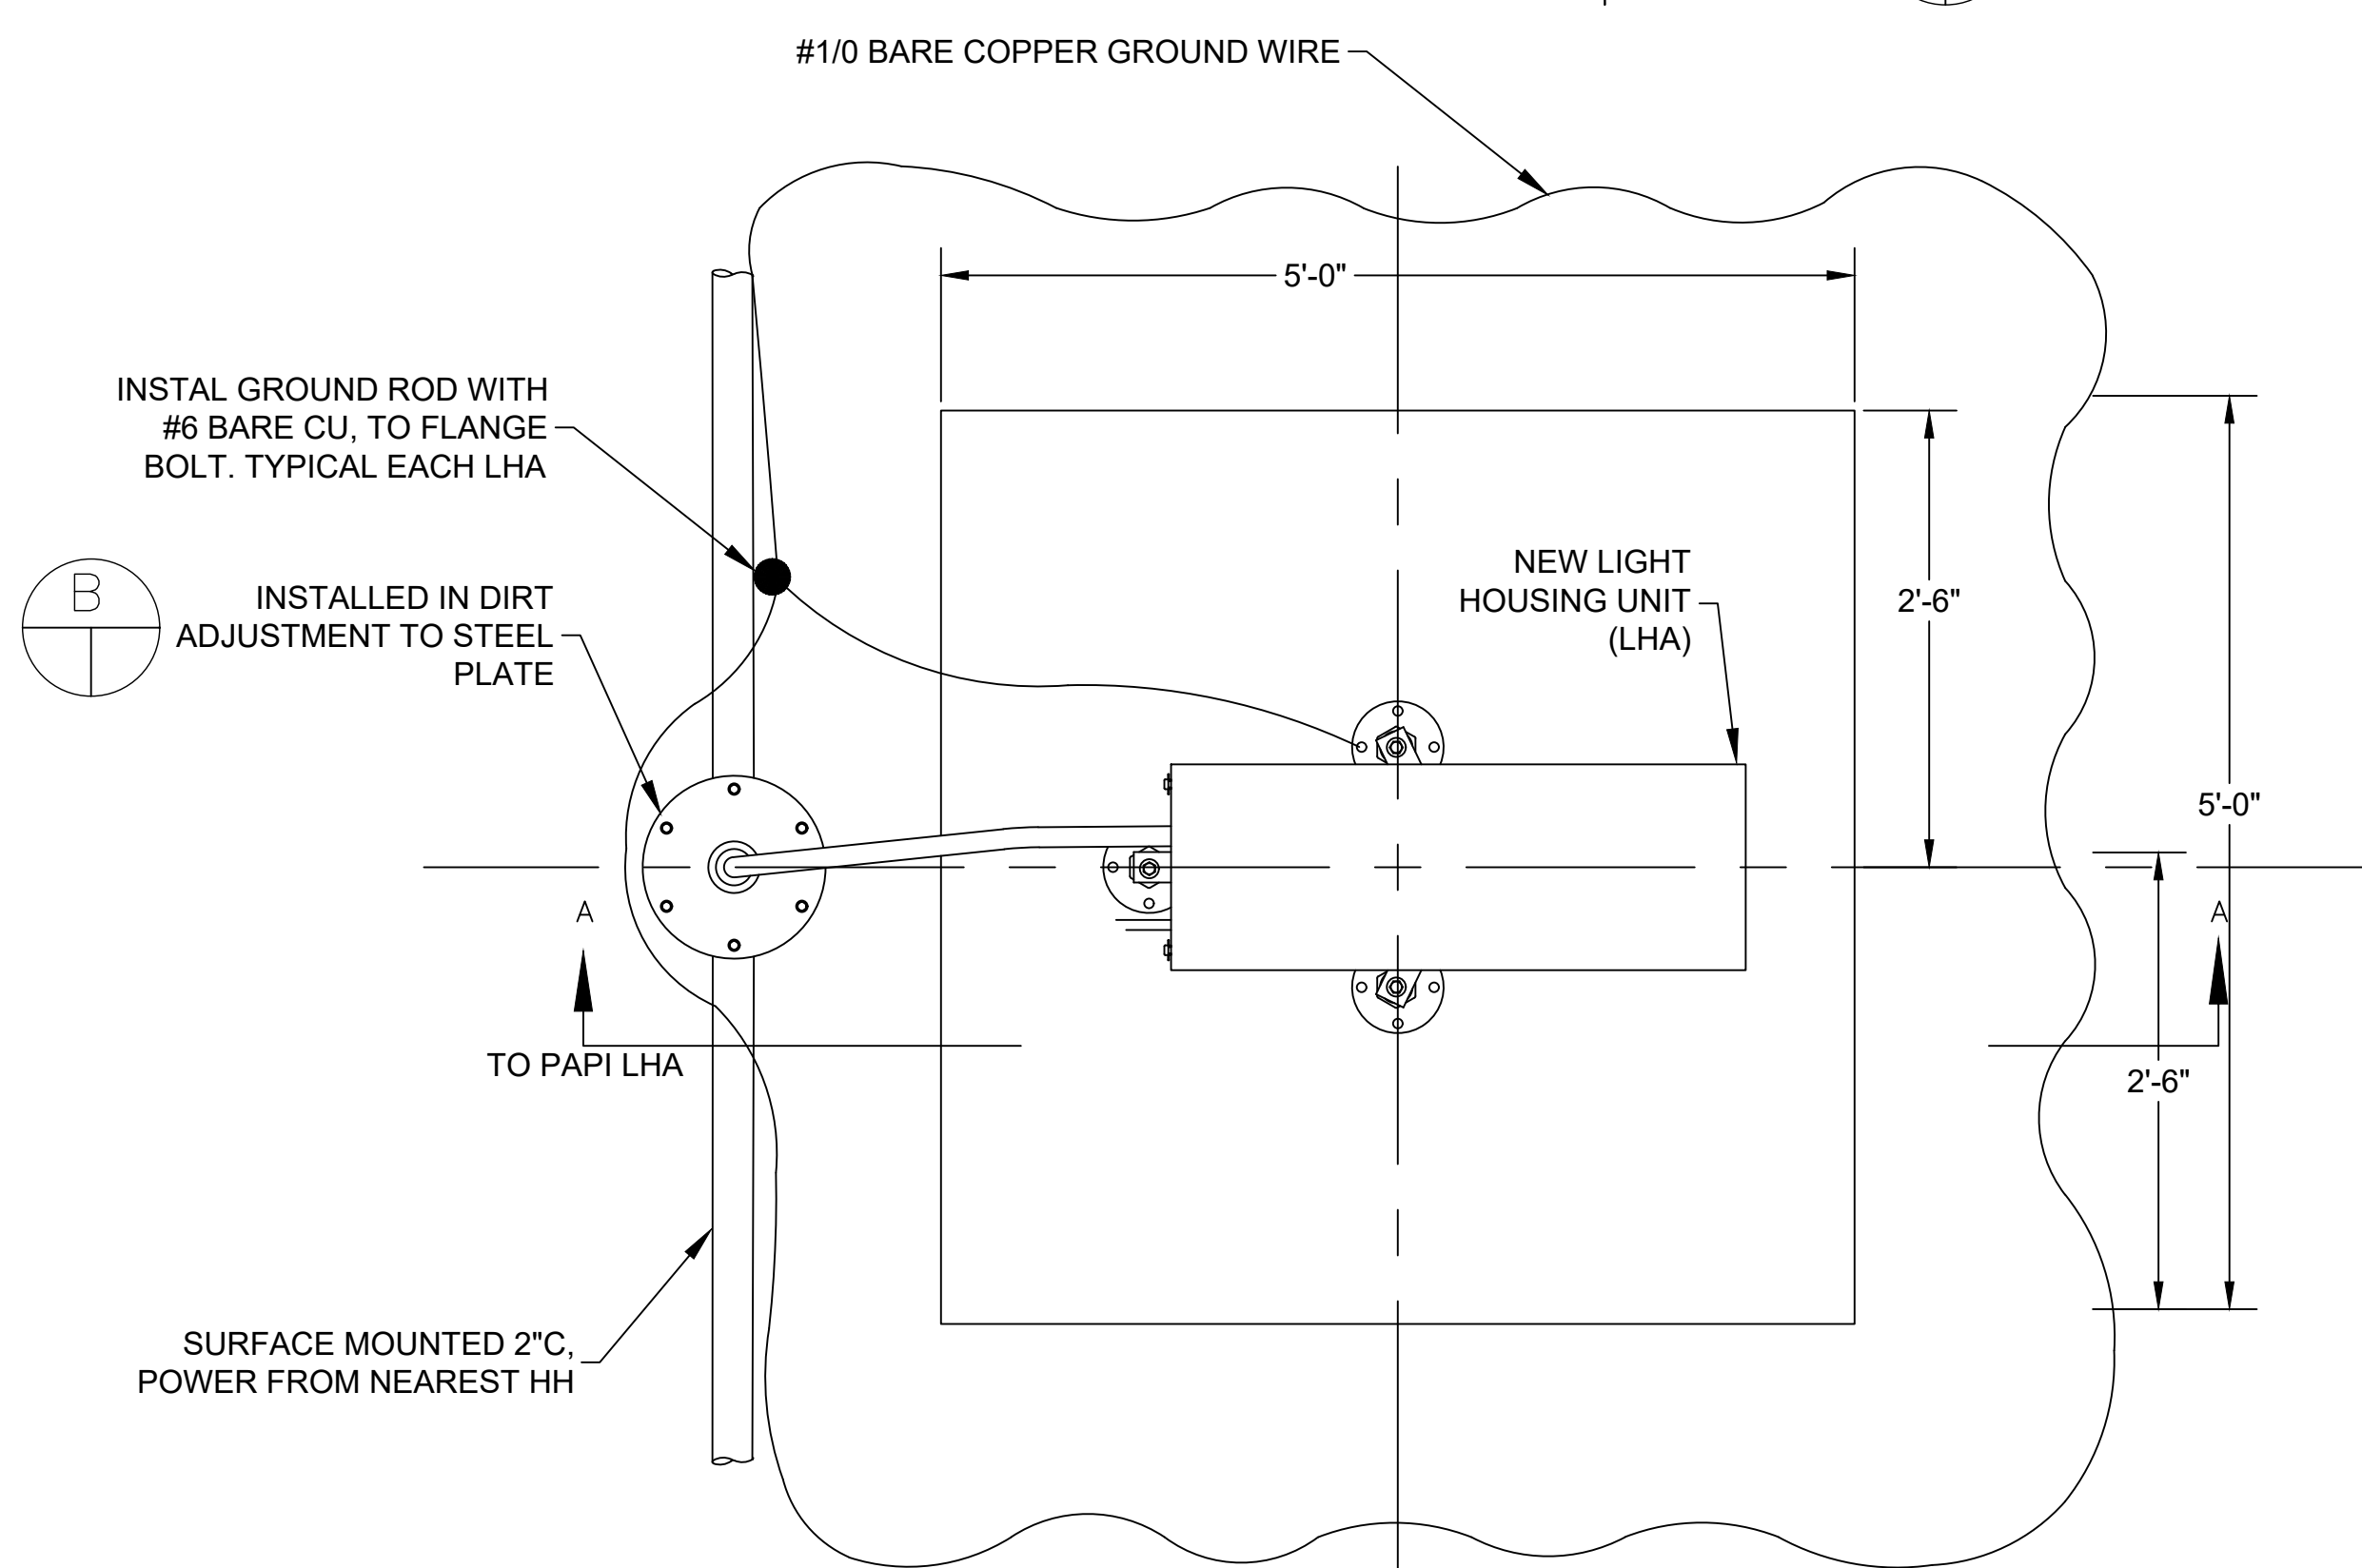 #1/0 BARE COPPER GROUND WIRE
5'-0"
INSTAL GROUND ROD WITH
#6 BARE CU, TO FLANGE
BOLT. TYPICAL EACH LHA
B
INSTALLED IN DIRT
ADJUSTMENT TO STEEL
PLATE
NEW LIGHT
HOUSING UNIT
(LHA)
2'-6"
5'-0"
A
A
TO PAPI LHA
2'-6"
SURFACE MOUNTED 2"C,
POWER FROM NEAREST HH